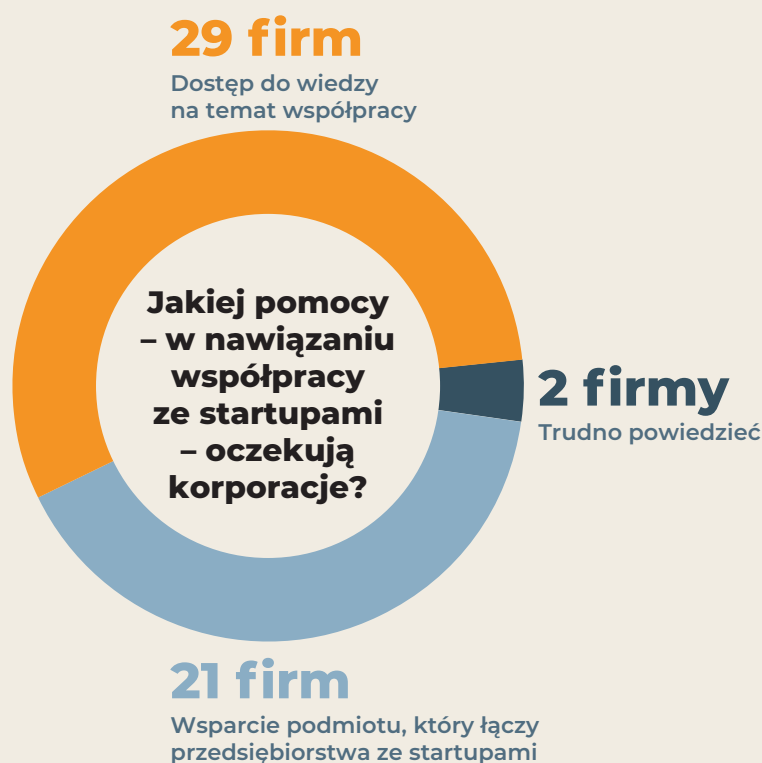 29 firm
Dostęp do wiedzy
na temat współpracy
Jakiej pomocy
– w nawiązaniu
współpracy
ze startupami
– oczekują
korporacje?
2 firmy
Trudno powiedzieć
21 firm
Wsparcie podmiotu, który łączy
przedsiębiorstwa ze startupami